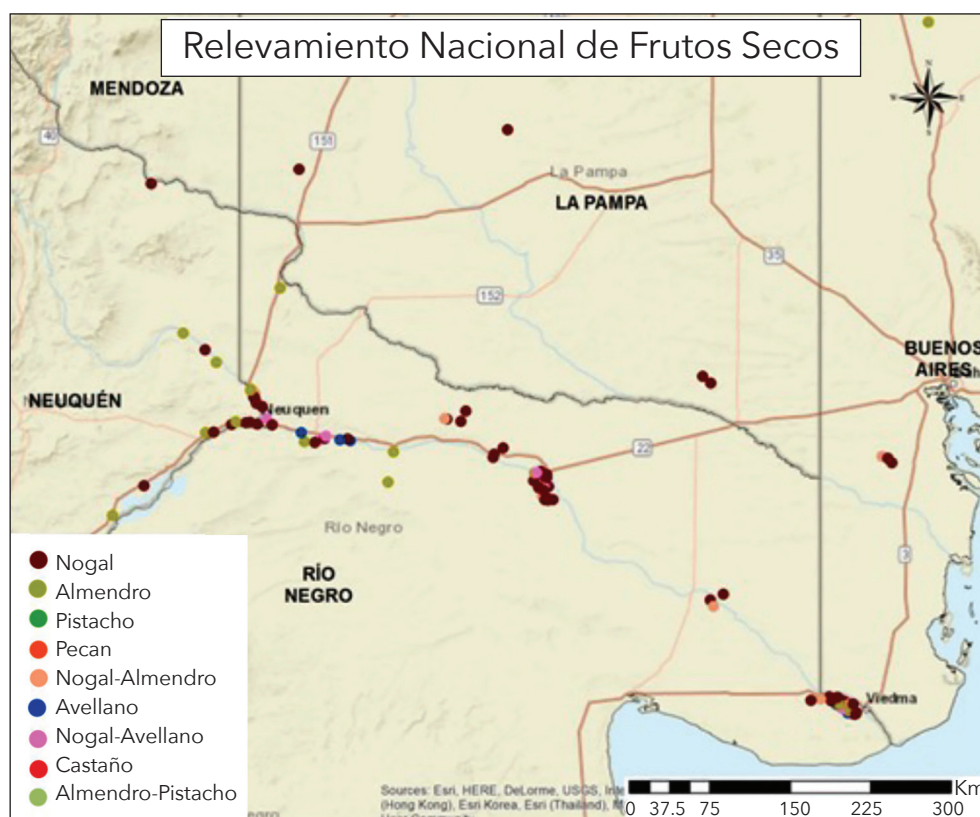 Relevamiento Nacional de Frutos Secos
MENDOZA
40
151
La Pampa
LA PAMPA
35
152
BUENOS
AIRES
NEUQUÉN
Neuquen
22
Río Negro
RÍO
NEGRO
3
Viedma
Nogal
Almendro
Pistacho
Pecan
Nogal-Almendro
Avellano
Nogal-Avellano
Castaño
Almendro-Pistacho
Sources: Esri, HERE, DeLorme, USGS,
(Hong Kong), Esri Korea, Esri (Thailand),
Km
0 37.5 75 150 225 300